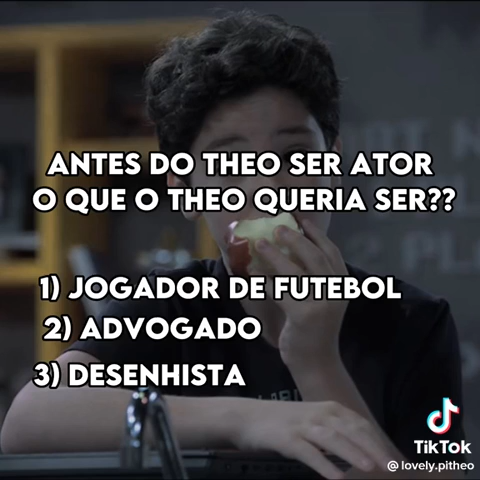 ANTES DO THEO SER ATOR
O QUE O THEO QUERIA SER??
1) JOGADOR DE FUTEBOL
2) ADVOGADO
3) DESENHISTA
TikTok
@ lovely.pitheo